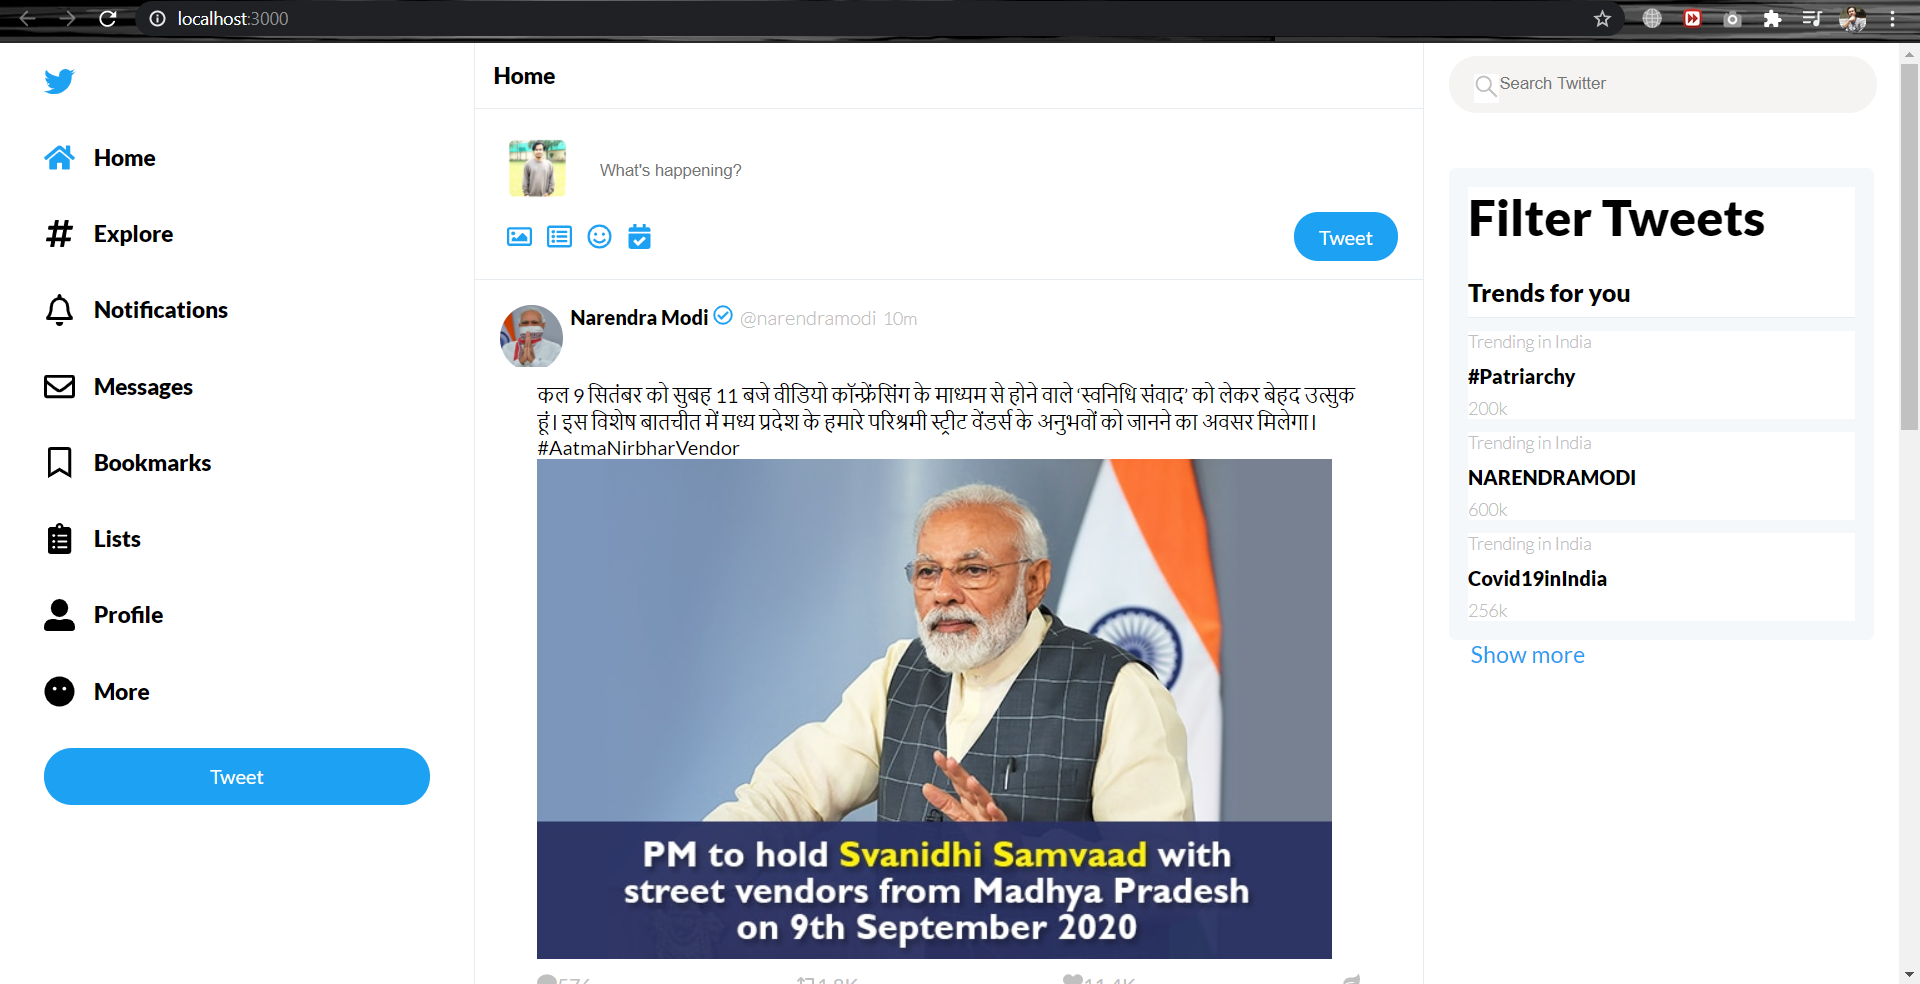 localhost:3000
Home
Explore
Notifications
Messages
Bookmarks
Lists
Profile
More
Tweet
Home
What's happening?
Tweet
Narendra Modi @narendramodi 10m
कल 9 सितंबर को सुबह 11 बजे वीडियो कॉन्फ्रेंसिंग के माध्यम से होने वाले ‘स्वनिधि संवाद’ को लेकर बेहद उत्सुक
हूं। इस विशेष बातचीत में मध्य प्रदेश के हमारे परिश्रमी स्ट्रीट वेंडर्स के अनुभवों को जानने का अवसर मिलेगा।
#AatmaNirbharVendor
PM to hold Svanidhi Samvaad with
street vendors from Madhya Pradesh
on 9th September 2020
Search Twitter
Filter Tweets
Trends for you
Trending in India
#Patriarchy
200k
Trending in India
NARENDRAMODI
600k
Trending in India
Covid19inIndia
256k
Show more